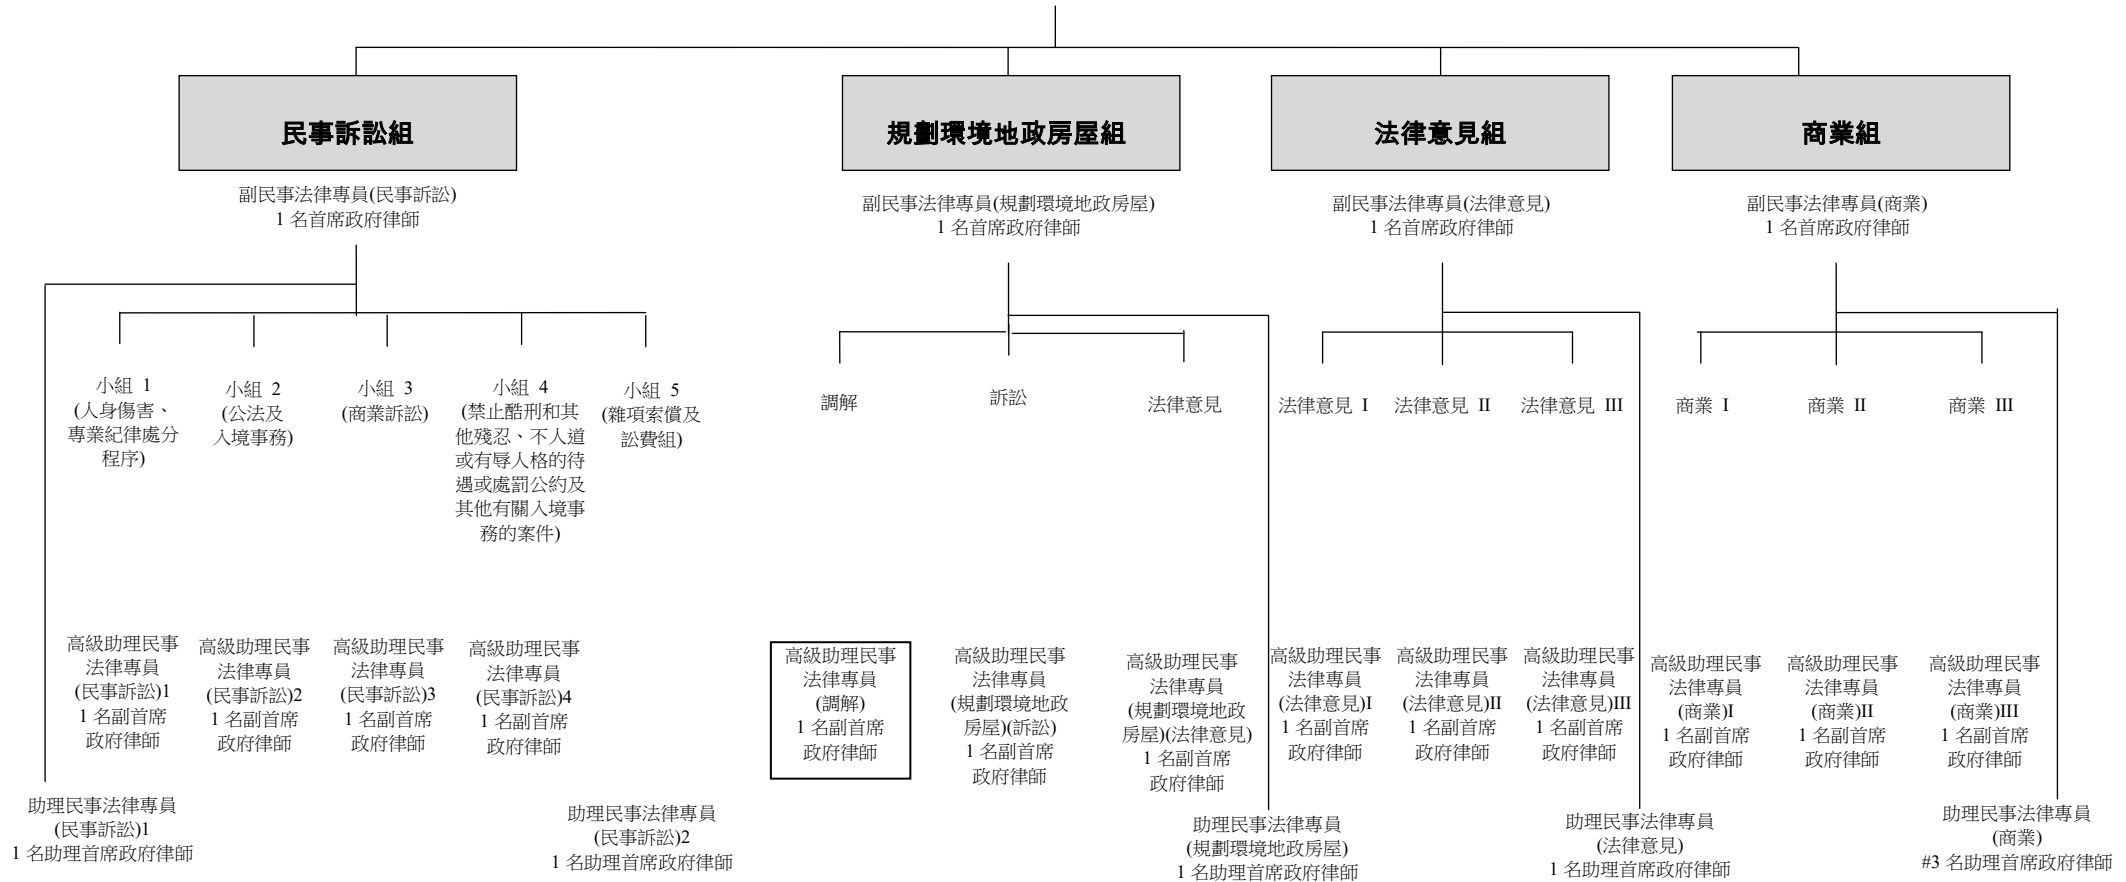 民事訴訟組
副民事法律專員(民事訴訟)
1 名首席政府律師
小組 1
(人身傷害、
專業紀律處分
程序)
小組 2
(公法及
入境事務)
小組 3
(商業訴訟)
小組 4
(禁止酷刑和其
他殘忍、不人道
或有辱人格的待
遇或處罰公約及
其他有關入境事
務的案件)
小組 5
(雜項索償及
訟費組)
高級助理民事
法律專員
(民事訴訟)1
1 名副首席
政府律師
高級助理民事
法律專員
(民事訴訟)2
1 名副首席
政府律師
高級助理民事
法律專員
(民事訴訟)3
1 名副首席
政府律師
高級助理民事
法律專員
(民事訴訟)4
1 名副首席
政府律師
助理民事法律專員
(民事訴訟)1
1 名助理首席政府律師
助理民事法律專員
(民事訴訟)2
1 名助理首席政府律師
規劃環境地政房屋組
副民事法律專員(規劃環境地政房屋)
1 名首席政府律師
調解
訴訟
法律意見
高級助理民事
法律專員
(調解)
1 名副首席
政府律師
高級助理民事
法律專員
(規劃環境地政
房屋)(訴訟)
1 名副首席
政府律師
高級助理民事
法律專員
(規劃環境地政
房屋)(法律意見)
1 名副首席
政府律師
助理民事法律專員
(規劃環境地政房屋)
1 名助理首席政府律師
法律意見組
副民事法律專員(法律意見)
1 名首席政府律師
法律意見 I
法律意見 II
法律意見 III
高級助理民事
法律專員
(法律意見)I
1 名副首席
政府律師
高級助理民事
法律專員
(法律意見)II
1 名副首席
政府律師
高級助理民事
法律專員
(法律意見)III
1 名副首席
政府律師
助理民事法律專員
(法律意見)
1 名助理首席政府律師
商業組
副民事法律專員(商業)
1 名首席政府律師
商業 I
商業 II
商業 III
高級助理民事
法律專員
(商業)I
1 名副首席
政府律師
高級助理民事
法律專員
(商業)II
1 名副首席
政府律師
高級助理民事
法律專員
(商業)III
1 名副首席
政府律師
助理民事法律專員
(商業)
#3 名助理首席政府律師